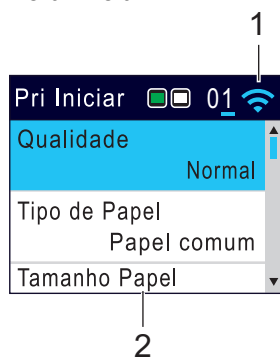 1
Pri Iniciar 01
Qualidade
Normal
Tipo de Papel
Papel comum
Tamanho Papel
2